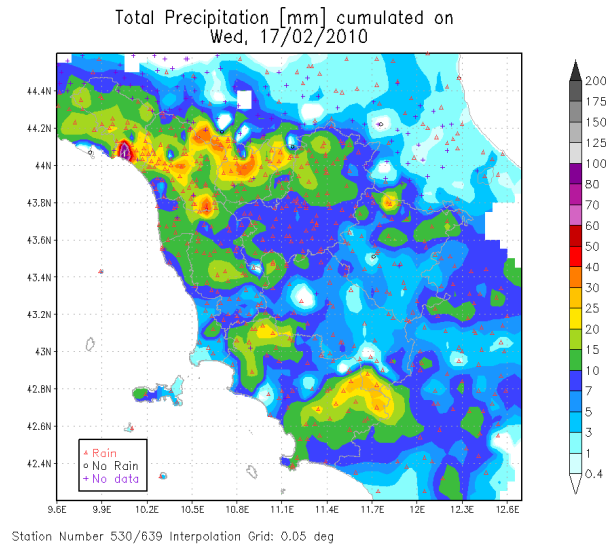 Total Precipitation [mm] cumulated on
Wed, 17/02/2010
44.4N
44.2N
44N
43.8N
43.6N
43.4N
43.2N
43N
42.8N
42.6N
42.4N
9.6E 9.9E 10.2E 10.5E 10.8E 11.1E 11.4E 11.7E 12E 12.3E 12.6E
Rain
No Rain
No data
200
175
150
125
100
80
70
60
50
40
30
25
20
15
10
7
5
3
1
0.4
Station Number 530/639 Interpolation Grid: 0.05 deg